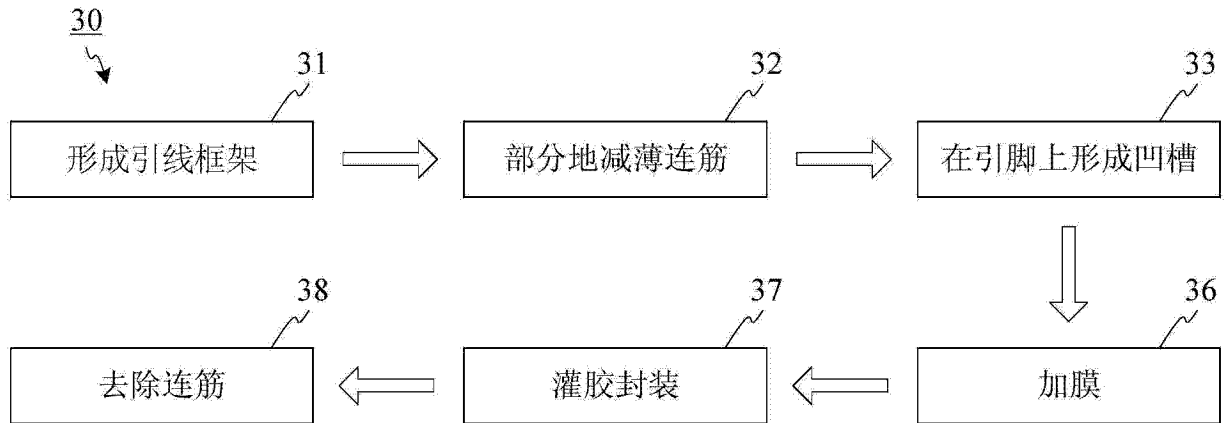 30
31
形成引线框架
32
部分地减薄连筋
33
在引脚上形成凹槽
36
加膜
37
灌胶封装
38
去除连筋